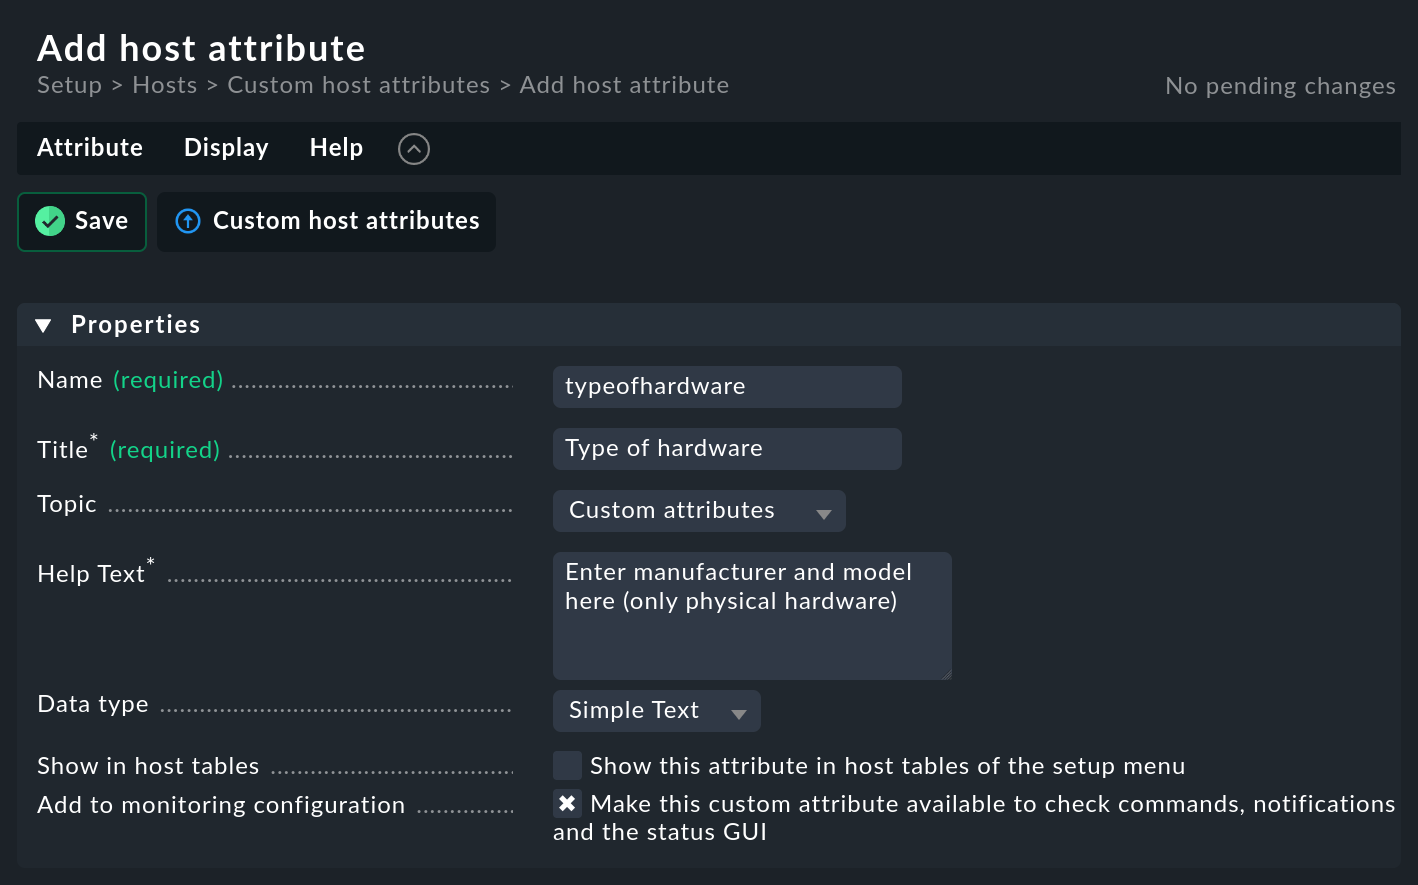 Add host attribute
Setup > Hosts > Custom host attributes > Add host attribute
No pending changes
Attribute Display Help
Save Custom host attributes
Properties
Name (required) typeofhardware
Title* (required) Type of hardware
Topic Custom attributes
Help Text* Enter manufacturer and model
here (only physical hardware)
Data type Simple Text
Show in host tables Show this attribute in host tables of the setup menu
Add to monitoring configuration Make this custom attribute available to check commands, notifications
and the status GUI